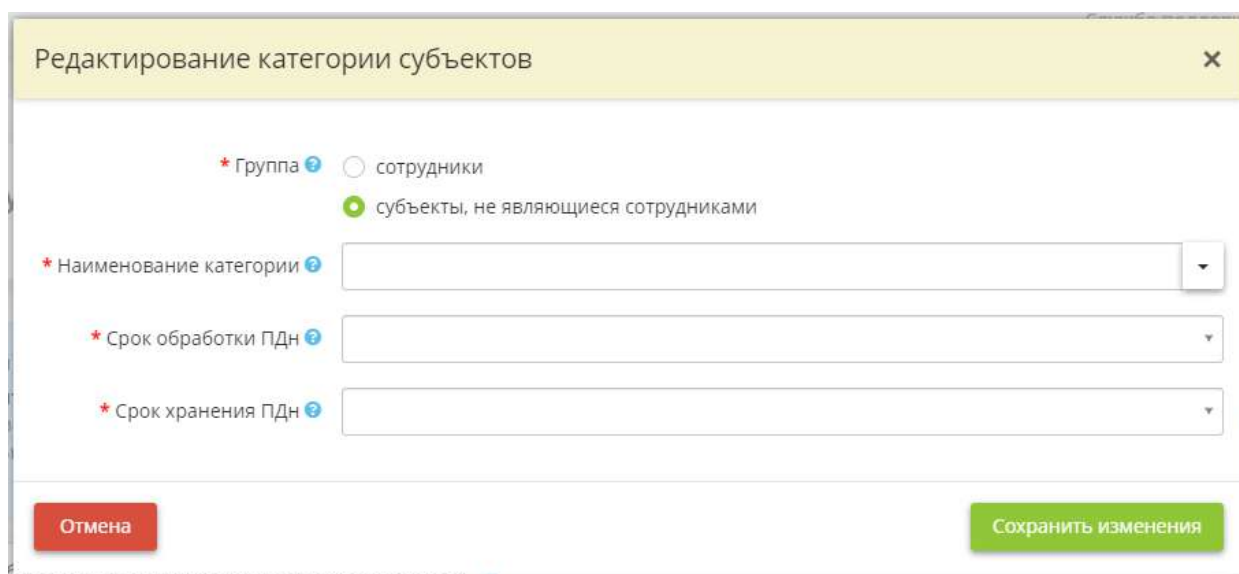 Редактирование категории субъектов ×
* Группа ? сотрудники
субъекты, не являющиеся сотрудниками
* Наименование категории ?
* Срок обработки ПДн ?
* Срок хранения ПДн ?
Отмена Сохранить изменения